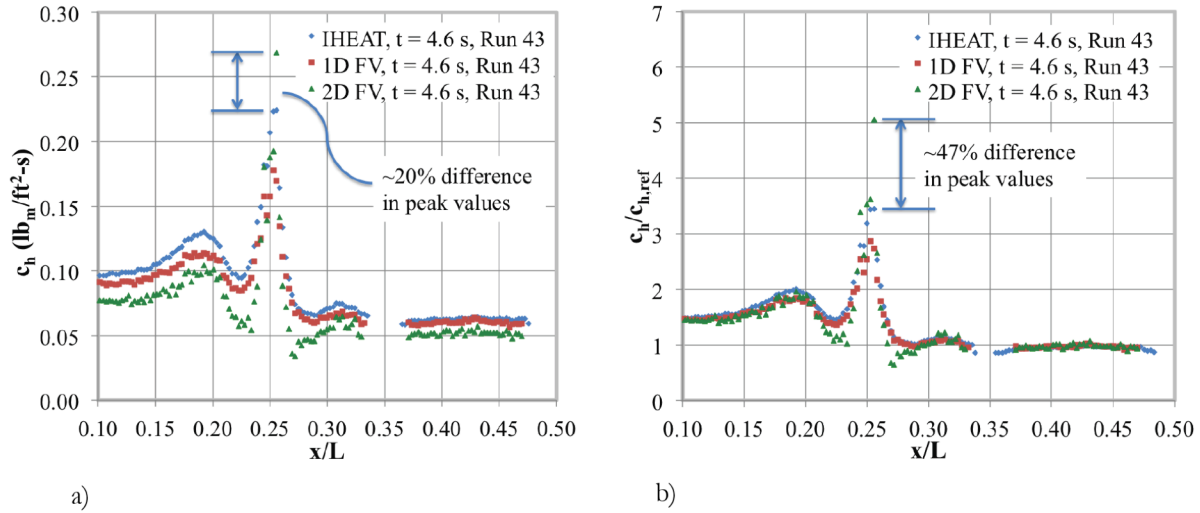 0.30
0.25
0.20
0.15
0.10
0.05
0.00
c_h (lb_m/ft²-s)
IHEAT, t = 4.6 s, Run 43
1D FV, t = 4.6 s, Run 43
2D FV, t = 4.6 s, Run 43
~20% difference
in peak values
0.10 0.15 0.20 0.25 0.30 0.35 0.40 0.45 0.50
x/L
a)
7
6
5
4
3
2
1
0
c_h/c_h,ref
IHEAT, t = 4.6 s, Run 43
1D FV, t = 4.6 s, Run 43
2D FV, t = 4.6 s, Run 43
~47% difference
in peak values
0.10 0.15 0.20 0.25 0.30 0.35 0.40 0.45 0.50
x/L
b)